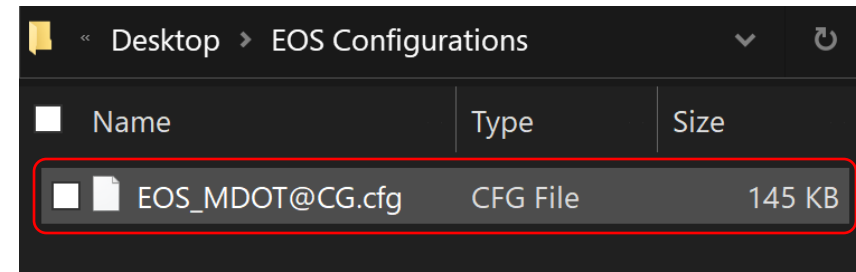 « Desktop > EOS Configurations
Name Type Size
EOS_MDOT@CG.cfg CFG File 145 KB